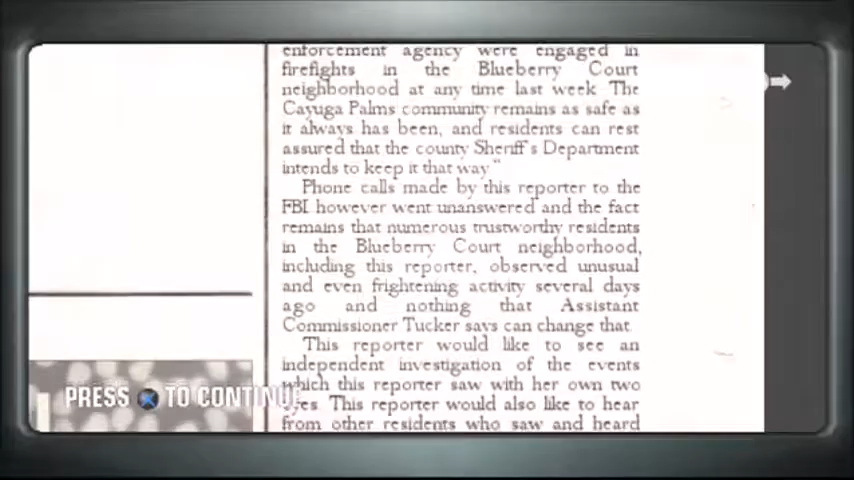 enforcement agency were engaged in
firefights in the Blueberry Court
neighborhood at any time last week. The
Cayuga Palms community remains as safe as
it always has been, and residents can rest
assured that the county Sheriff's Department
intends to keep it that way."
Phone calls made by this reporter to the
FBI however went unanswered and the fact
remains that numerous trustworthy residents
in the Blueberry Court neighborhood,
including this reporter, observed unusual
and even frightening activity several days
ago and nothing that Assistant
Commissioner Tucker says can change that.
This reporter would like to see an
independent investigation of the events
which this reporter saw with her own two
eyes. This reporter would also like to hear
from other residents who saw and heard
PRESS TO CONTINUE